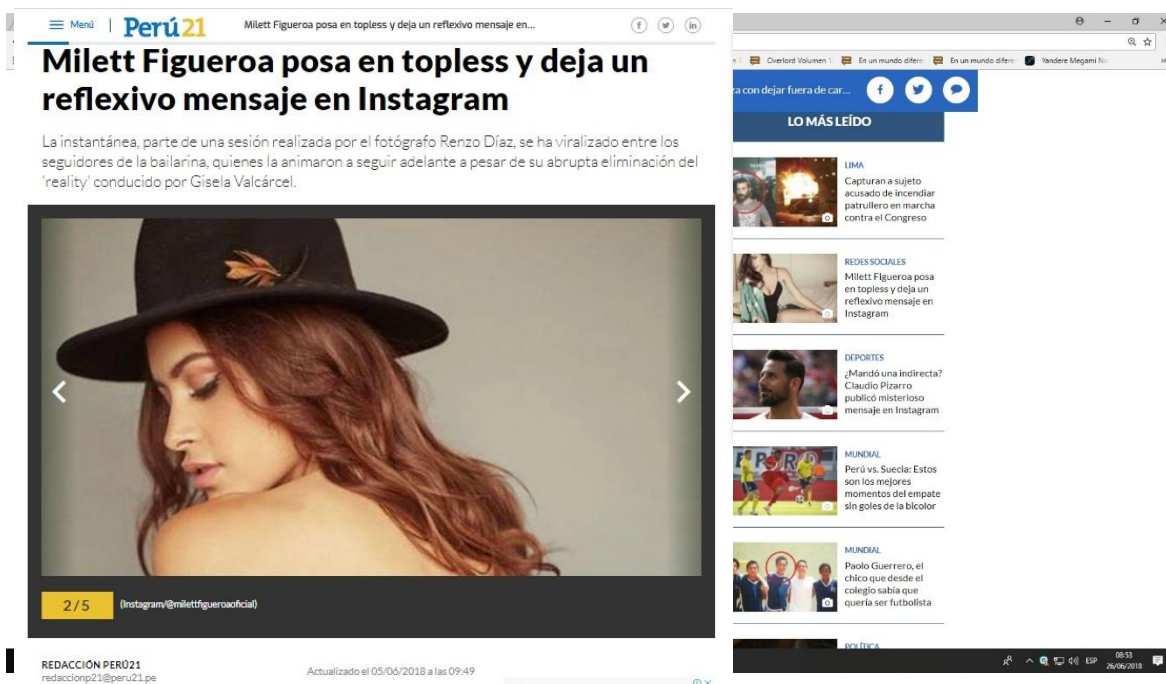 Menú
Perú21
Milett Figueroa posa en topless y deja un reflexivo mensaje en...
Milett Figueroa posa en topless y deja un
reflexivo mensaje en Instagram
La instantánea, parte de una sesión realizada por el fotógrafo Renzo Díaz, se ha viralizado entre los
seguidores de la bailarina, quienes la animaron a seguir adelante a pesar de su abrupta eliminación del
'reality' conducido por Gisela Valcárcel.
2/5
(Instagram/@milettfigueroaoficial)
REDACCIÓN PERÚ21
redaccionp21@peru21.pe
Actualizado el 05/06/2018 a las 09:49
Overlord Volumen 1
En un mundo difere
En un mundo difere
Yandere Megami No
con dejar fuera de car...
LO MÁS LEÍDO
LIMA
Capturan a sujeto
acusado de incendiar
patrullero en marcha
contra el Congreso
REDES SOCIALES
Milett Figueroa posa
en topless y deja un
reflexivo mensaje en
Instagram
DEPORTES
¿Mandó una indirecta?
Claudio Pizarro
publicó misterioso
mensaje en Instagram
MUNDIAL
Perú vs. Suecia: Estos
son los mejores
momentos del empate
sin goles de la bicolor
MUNDIAL
Paolo Guerrero, el
chico que desde el
colegio sabía que
quería ser futbolista
POLÍTICA
ESP
08:53
26/06/2018